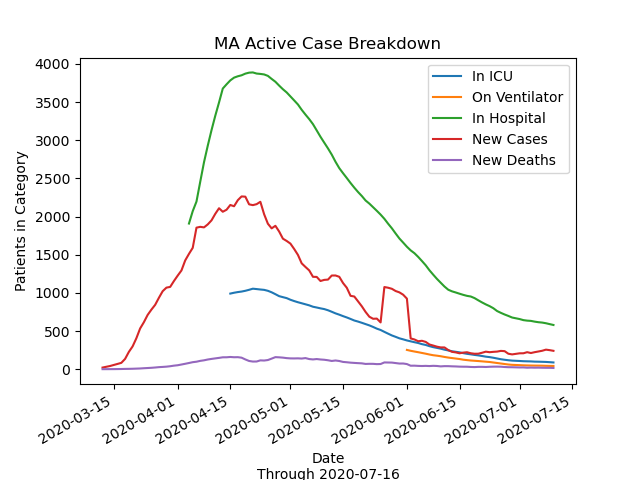 MA Active Case Breakdown
Patients in Category
4000
3500
3000
2500
2000
1500
1000
500
0
In ICU
On Ventilator
In Hospital
New Cases
New Deaths
2020-03-15
2020-04-01
2020-04-15
2020-05-01
2020-05-15
2020-06-01
2020-06-15
2020-07-01
2020-07-15
Date
Through 2020-07-16